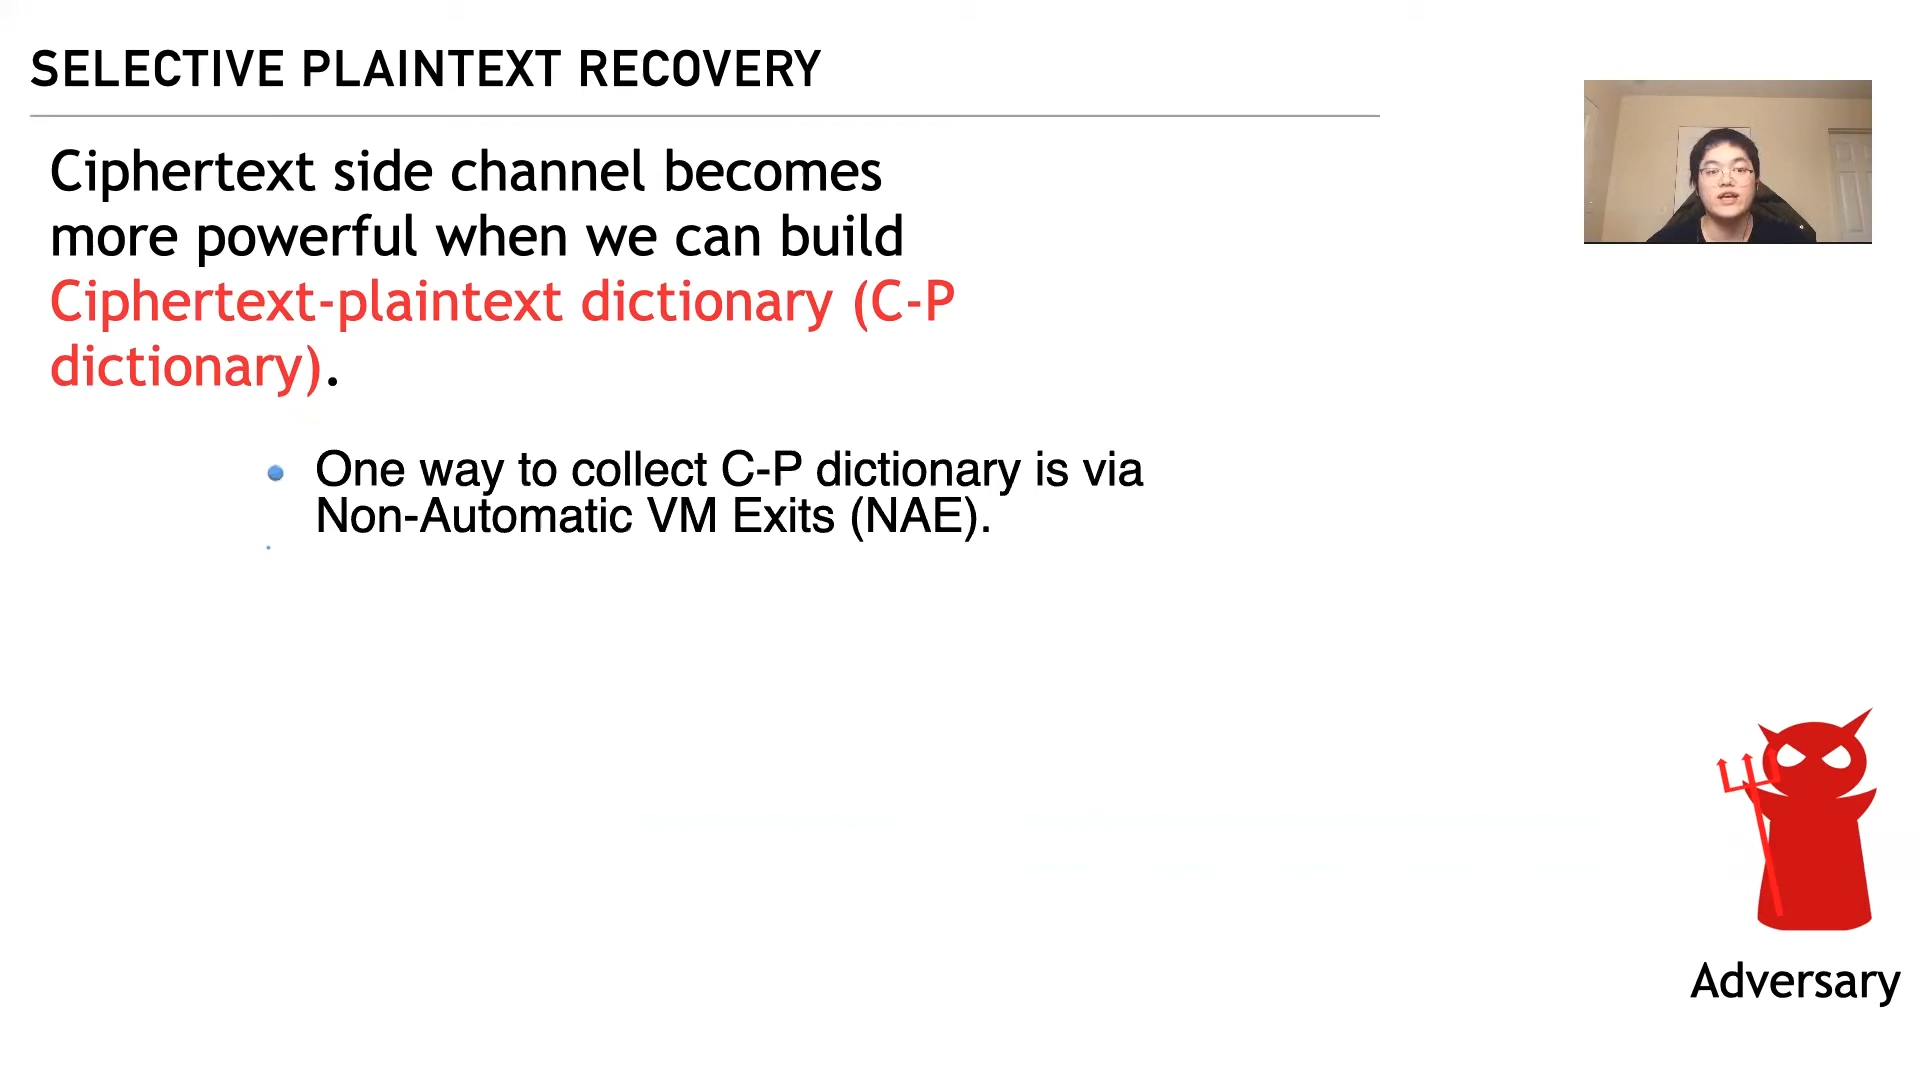 SELECTIVE PLAINTEXT RECOVERY
Ciphertext side channel becomes
more powerful when we can build
Ciphertext-plaintext dictionary (C-P
dictionary).
One way to collect C-P dictionary is via
Non-Automatic VM Exits (NAE).
Adversary